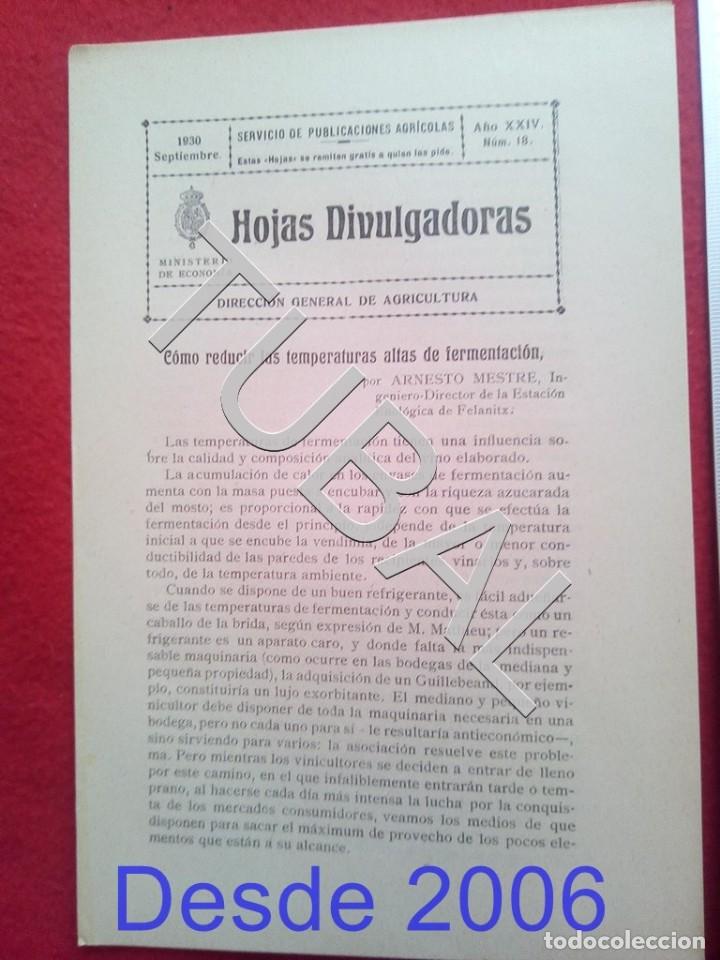 1930
Septiembre.
SERVICIO DE PUBLICACIONES AGRÍCOLAS
Estas «Hojas» se remiten gratis a quien las pide.
Año XXIV.
Núm. 18.
MINISTERIO
DE ECONOMÍA
Hojas Divulgadoras
DIRECCIÓN GENERAL DE AGRICULTURA
Cómo reducir las temperaturas altas de fermentación,
por ARNESTO MESTRE, In-
geniero-Director de la Estación
Enológica de Felanitx.
Las temperaturas de fermentación tienen una influencia so-
bre la calidad y composición química del vino elaborado.
La acumulación de calor en los envases de fermentación au-
menta con la masa puesta a encubar con la riqueza azucarada
del mosto; es proporcional a la rapidez con que se efectúa la
fermentación desde el principio; depende de la temperatura
inicial a que se encube la vendimia, de la mayor o menor con-
ductibilidad de las paredes de los recipientes vinarios y, sobre
todo, de la temperatura ambiente.
Cuando se dispone de un buen refrigerante, es fácil adueñar-
se de las temperaturas de fermentación y conducir ésta como un
caballo de la brida, según expresión de M. Mathieu; pero un re-
frigerante es un aparato caro, y donde falta la más indispen-
sable maquinaria (como ocurre en las bodegas de la mediana y
pequeña propiedad), la adquisición de un Guillebeand, por ejem-
plo, constituiría un lujo exorbitante. El mediano y pequeño vi-
nicultor debe disponer de toda la maquinaria necesaria en una
bodega, pero no cada uno para sí - le resultaría antieconómico—,
sino sirviendo para varios: la asociación resuelve este proble-
ma. Pero mientras los vinicultores se deciden a entrar de lleno
por este camino, en el que infaliblemente entrarán tarde o tem-
prano, al hacerse cada día más intensa la lucha por la conquis-
ta de los mercados consumidores, veamos los medios de que
disponen para sacar el máximum de provecho de los pocos ele-
mentos que están a su alcance.
TUBAL
Desde 2006
todocoleccion